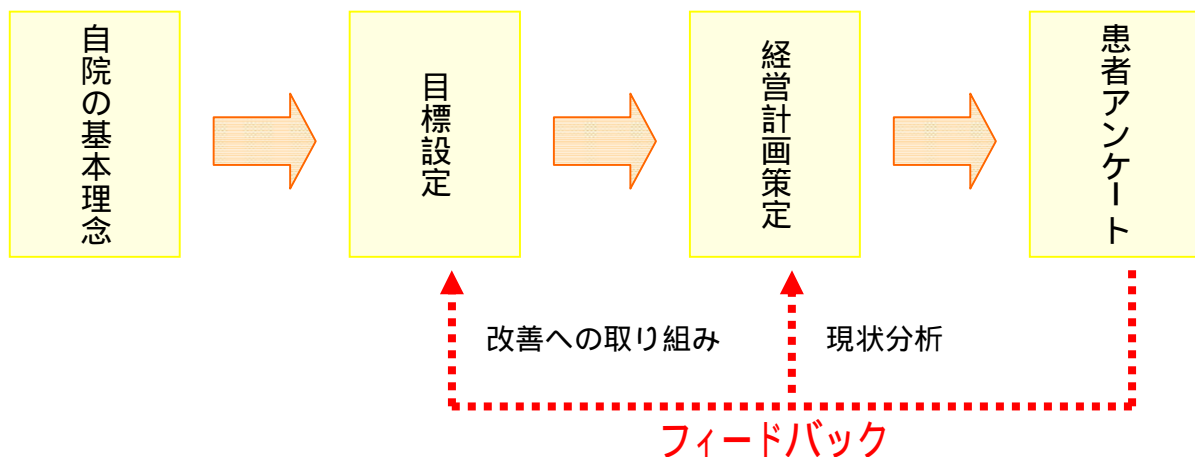 自院の基本理念
目標設定
経営計画策定
患者アンケート
改善への取り組み
現状分析
フィードバック